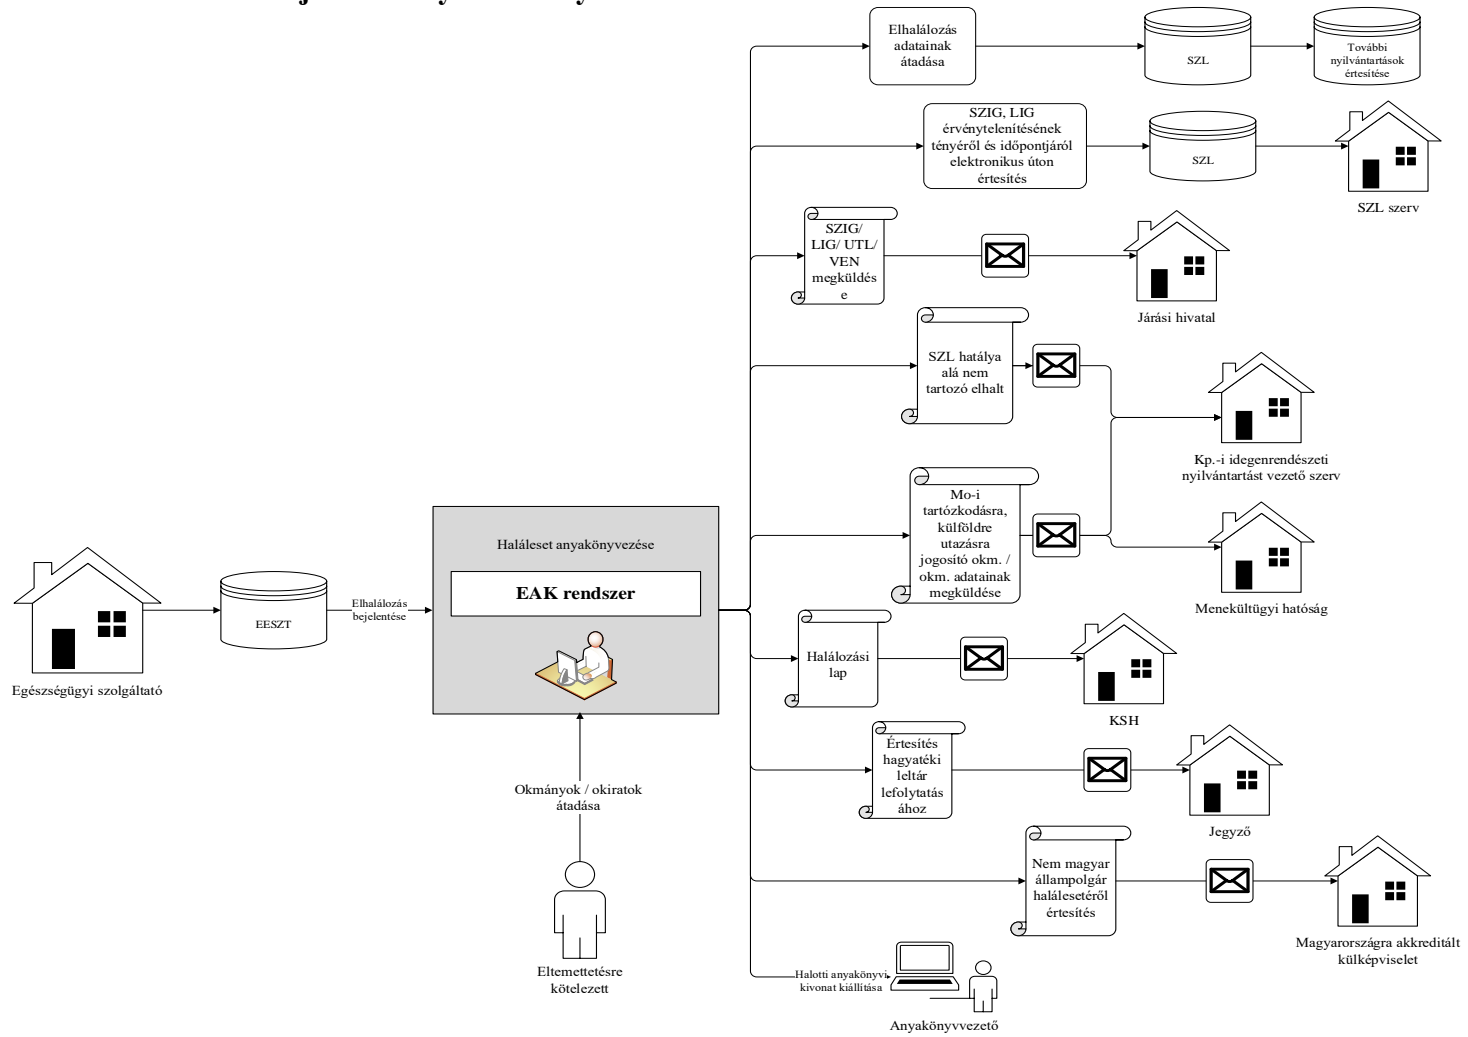 Elhalálozás
adatainak
átadása
SZL
További
nyilvántartások
értesítése
SZIG, LIG
érvénytelenítésének
tényéről és időpontjáról
elektronikus úton
értesítés
SZL
SZL szerv
SZIG/
LIG/ UTL/
VEN
megküldés
e
Járási hivatal
SZL hatálya
alá nem
tartozó elhalt
Kp.-i idegenrendészeti
nyilvántartást vezető szerv
Mo-i
tartózkodásra,
külföldre
utazásra
jogosító okm. /
okm. adatainak
megküldése
Menekültügyi hatóság
Haláleset anyakönyvezése
EAK rendszer
EESZT
Elhalálozás
bejelentése
Egészségügyi szolgáltató
Halálozási
lap
KSH
Értesítés
hagyatéki
leltár
lefolytatás
ához
Jegyző
Okmányok / okiratok
átadása
Nem magyar
állampolgár
halálesetéről
értesítés
Magyarországra akkreditált
külképviselet
Eltemettetésre
kötelezett
Halotti anyakönyvi
kivonat kiállítása
Anyakönyvvezető